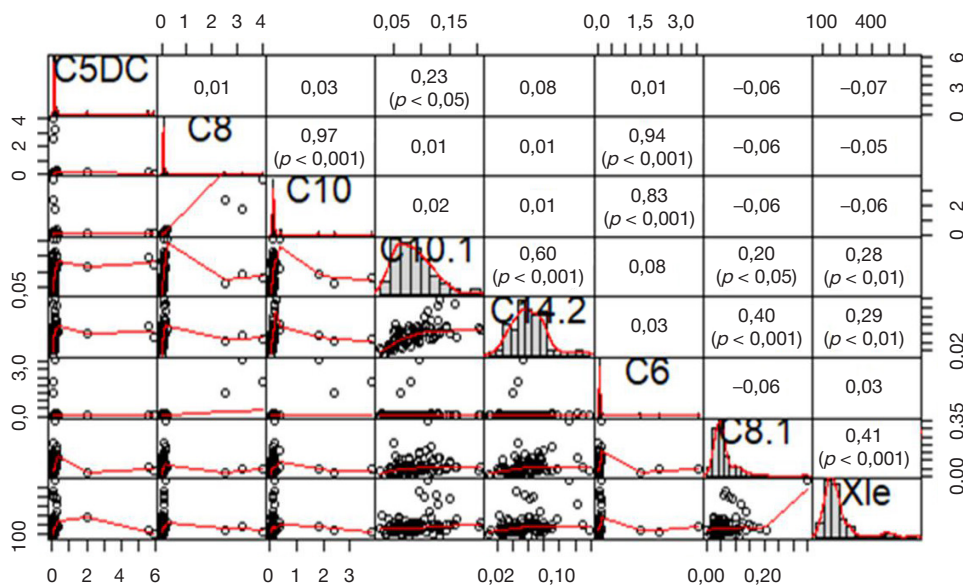 0 1 2 3 4 0,05 0,15 0,0 1,5 3,0 100 400
C5DC 0,01 0,03 0,23 0,08 0,01 –0,06 –0,07 0 3 6
(p < 0,05)
0 2 4 C8 0,97 0,01 0,01 0,94 –0,06 –0,05
(p < 0,001) (p < 0,001)
C10 0,02 0,01 0,83 –0,06 –0,06 0 2
(p < 0,001)
0,05 C10.1 0,60 0,08 0,20 0,28
(p < 0,001) (p < 0,05) (p < 0,01)
C14.2 0,03 0,40 0,29 0,02
(p < 0,001) (p < 0,01)
0,0 3,0 C6 –0,06 0,03
C8.1 0,41 0,00 0,35
(p < 0,001)
100 Xle
0 2 4 6 0 1 2 3 0,02 0,10 0,00 0,20